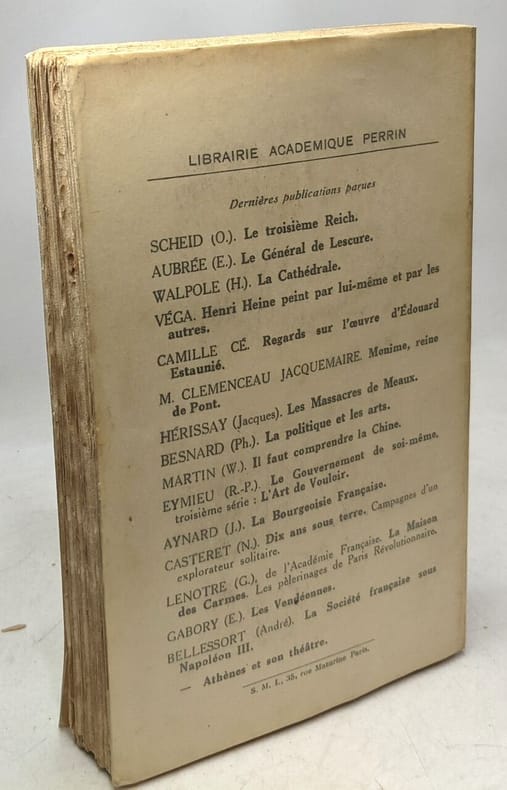 LIBRAIRIE ACADEMIQUE PERRIN
Dernières publications parues
SCHEID (O.). Le troisième Reich.
AUBRÉE (E.). Le Général de Lescure.
WALPOLE (H.). La Cathédrale.
VÉGA. Henri Heine peint par lui-même et par les
autres.
CAMILLE CÉ. Regards sur l'œuvre d'Édouard
Estaunié.
M. CLEMENCEAU JACQUEMAIRE. Monime, reine
de Pont.
HÉRISSAY (Jacques). Les Massacres de Meaux.
BESNARD (Ph.). La politique et les arts.
MARTIN (W.). Il faut comprendre la Chine.
EYMIEU (R.-P.). Le Gouvernement de soi-même,
troisième série : L'Art de Vouloir.
AYNARD (J.). La Bourgeoisie Française.
CASTERET (N.). Dix ans sous terre. Campagnes d'un
explorateur solitaire.
LENOTRE (G.), de l'Académie Française. La Maison
des Carmes. Les pèlerinages de Paris Révolutionnaire.
GABORY (E.). Les Vendéennes.
BELLESSORT (André). La Société française sous
Napoléon III.
— Athènes et son théâtre.
S. M. I., 35, rue Mathurine Paris.